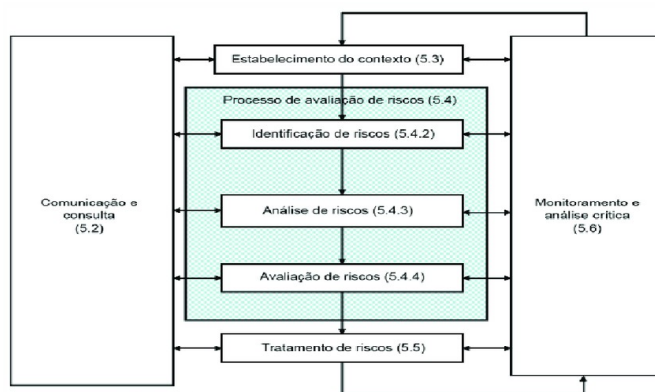 Estabelecimento do contexto (5.3)
Processo de avaliação de riscos (5.4)
Identificação de riscos (5.4.2)
Comunicação e
consulta
(5.2)
Análise de riscos (5.4.3)
Monitoramento e
análise crítica
(5.6)
Avaliação de riscos (5.4.4)
Tratamento de riscos (5.5)